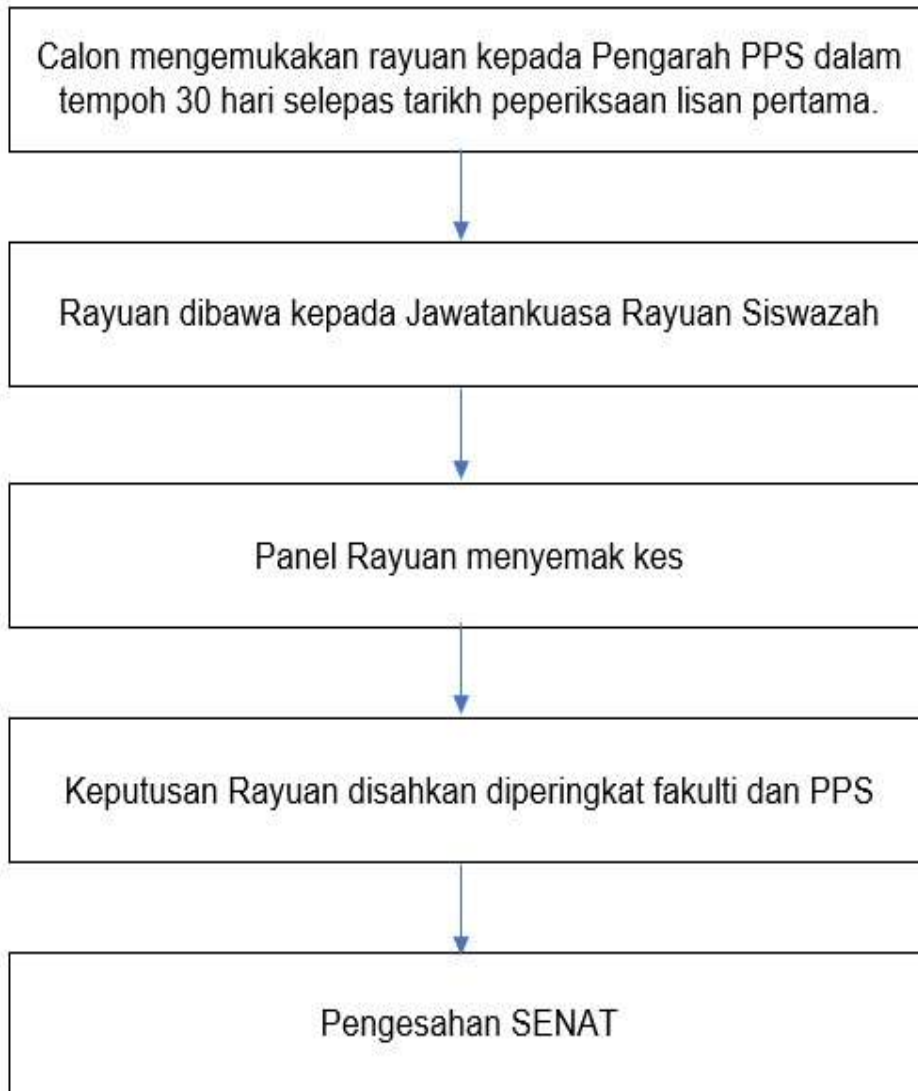 Calon mengemukakan rayuan kepada Pengarah PPS dalam
tempoh 30 hari selepas tarikh peperiksaan lisan pertama.
Rayuan dibawa kepada Jawatankuasa Rayuan Siswazah
Panel Rayuan menyemak kes
Keputusan Rayuan disahkan diperingkat fakulti dan PPS
Pengesahan SENAT